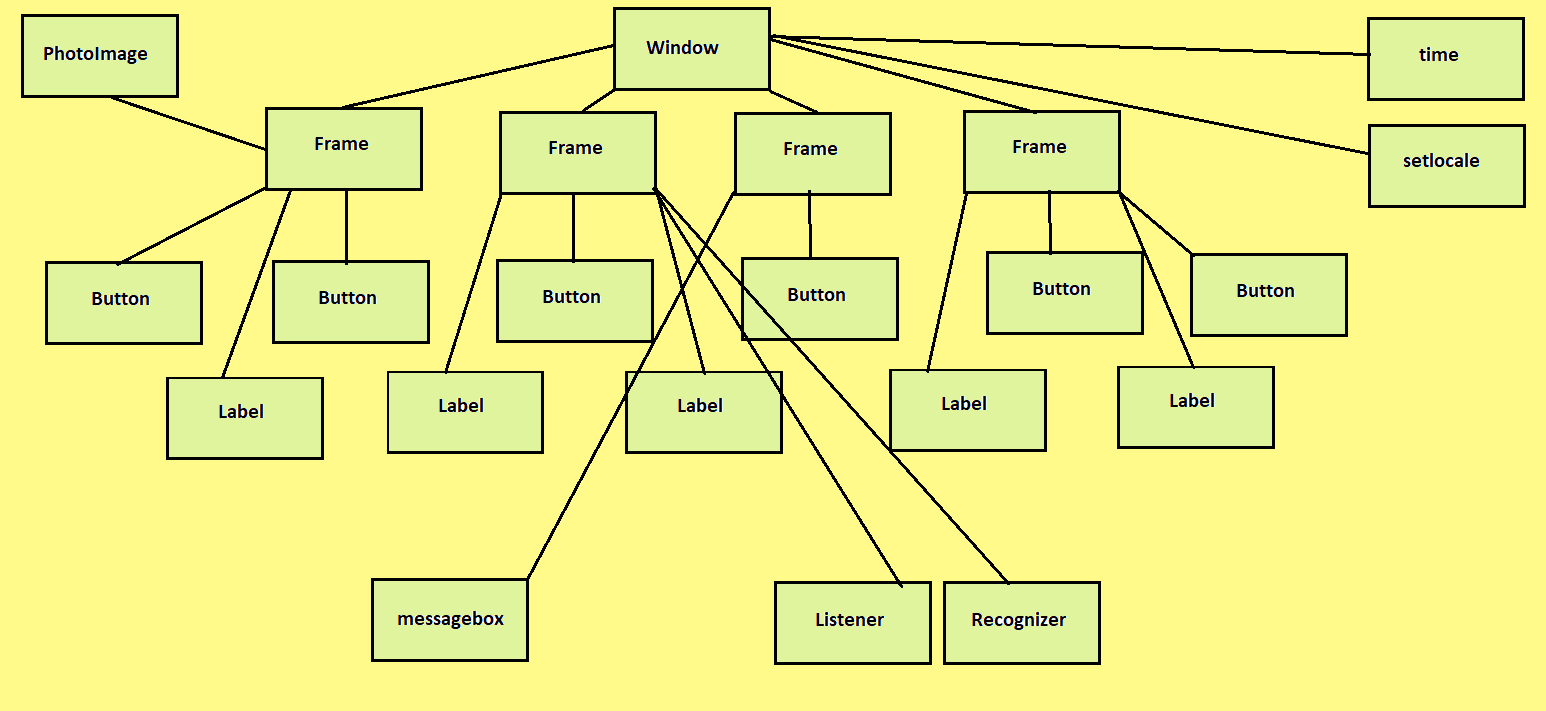 PhotoImage
Window
time
Frame
Frame
Frame
Frame
setlocale
Button
Button
Button
Button
Button
Button
Label
Label
Label
Label
Label
messagebox
Listener
Recognizer